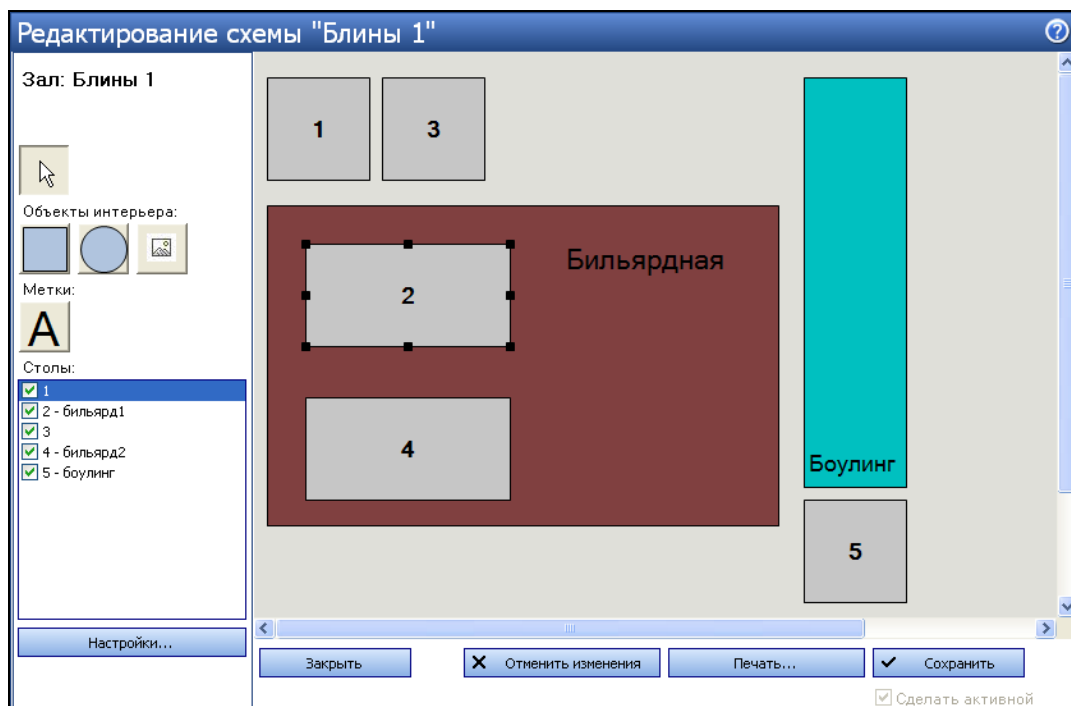 Редактирование схемы "Блины 1"
?
Зал: Блины 1
Объекты интерьера:
Метки:
A
Столы:
1
2 - бильярд1
3
4 - бильярд2
5 - боулинг
Настройки...
1
3
Бильярдная
2
4
Боулинг
5
Закрыть
Отменить изменения
Печать...
Сохранить
Сделать активной